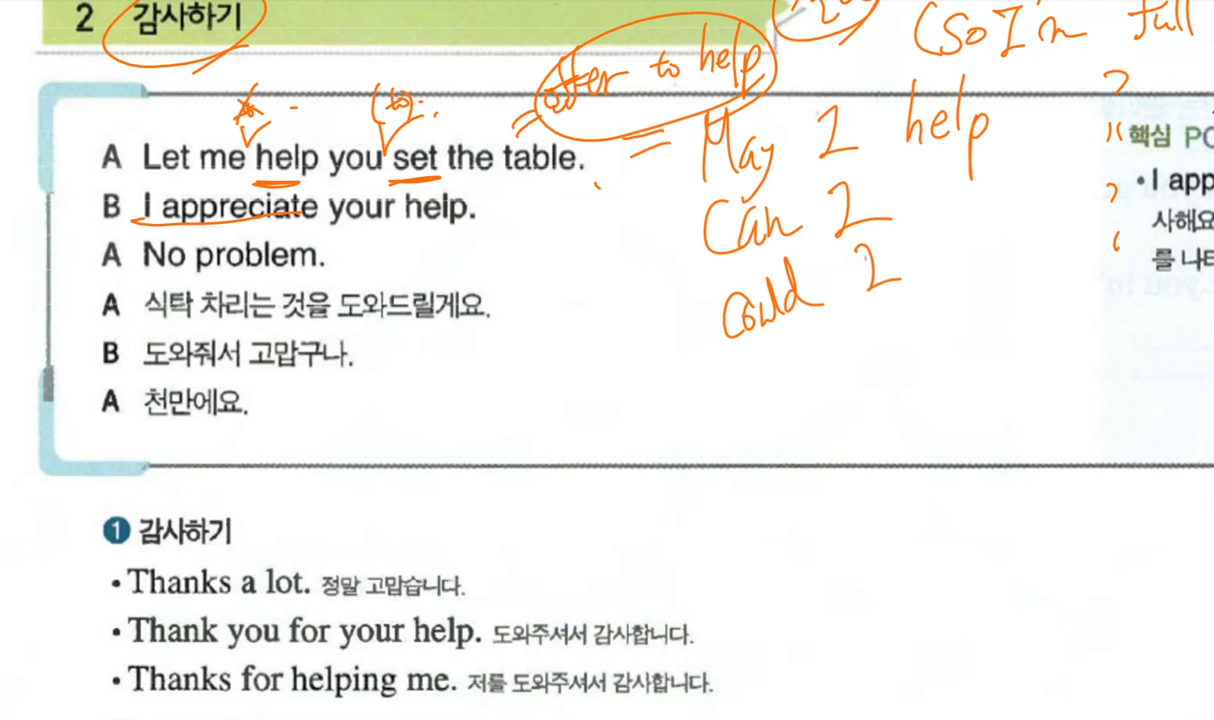 2 감사하기
(so I'm full
offer to help
(to)
= May I help
Can I
Could I
A Let me help you set the table.
B I appreciate your help.
A No problem.
A 식탁 차리는 것을 도와드릴게요.
B 도와줘서 고맙구나.
A 천만에요.
핵심 PO
• I app
사해요
를 나타
1 감사하기
• Thanks a lot. 정말 고맙습니다.
• Thank you for your help. 도와주셔서 감사합니다.
• Thanks for helping me. 저를 도와주셔서 감사합니다.